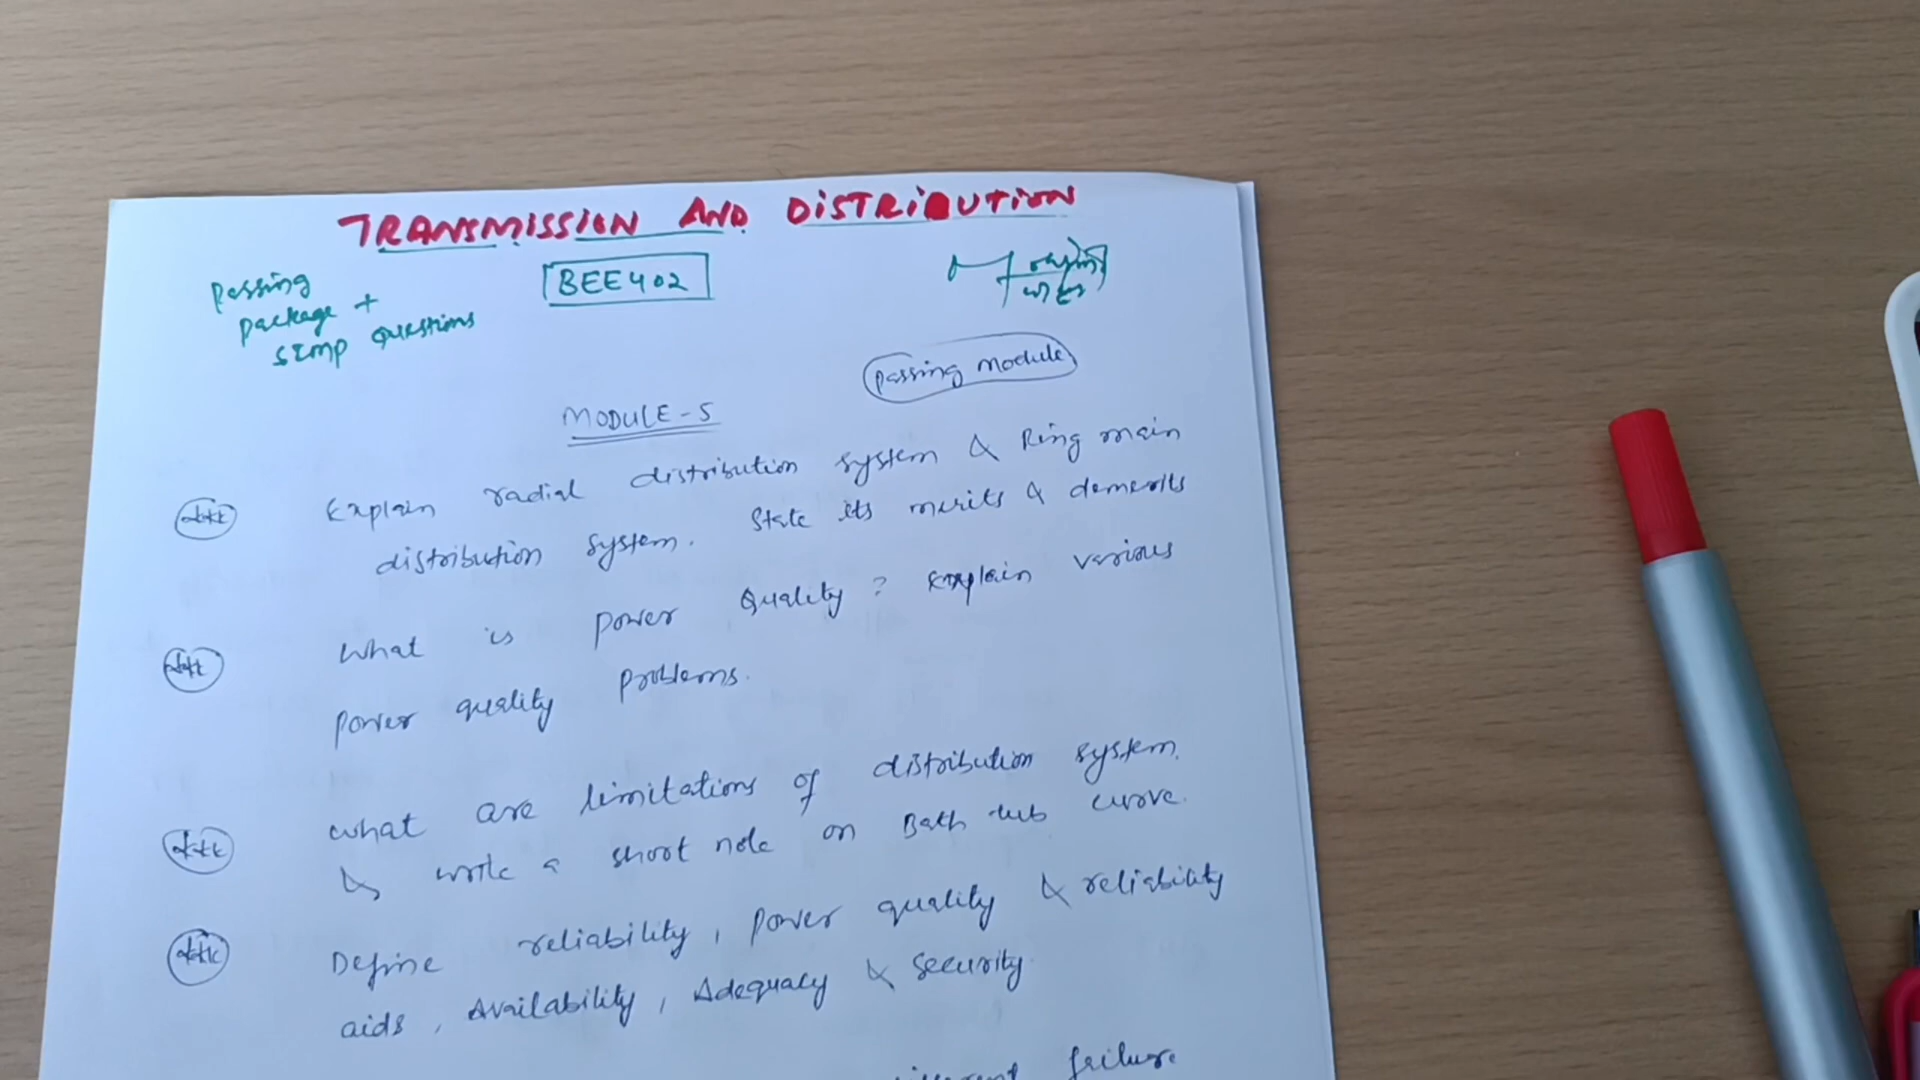 TRANSMISSION AND DISTRIBUTION
BEE402
Passing
package +
SIMP Questions
Passing Module
MODULE-5
Explain radial distribution system & Ring main
distribution system. State its merits & demerits
What is power Quality? Explain various
power quality problems.
What are limitations of distribution system.
↳ write a short note on Bath tub curve.
Define reliability, power quality & reliability
aids, Availability, Adequacy & security.
failure